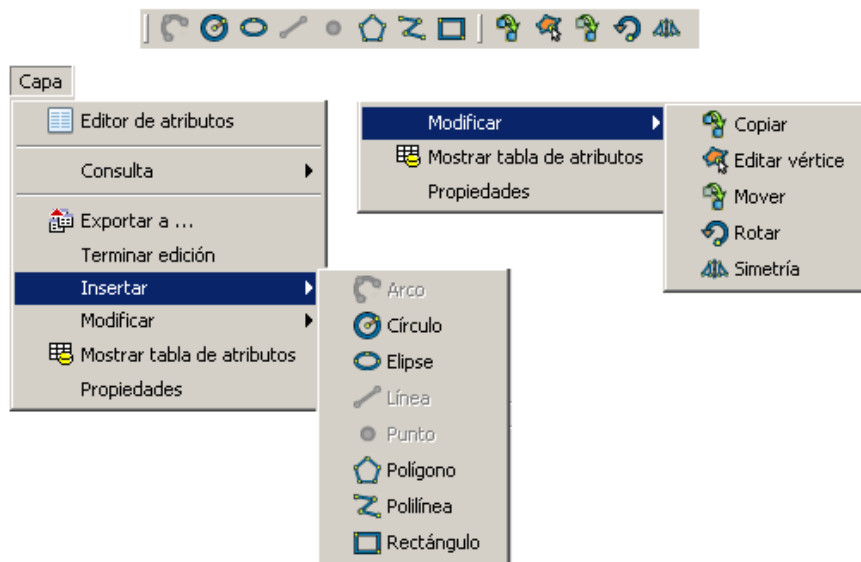 Capa
Editor de atributos
Consulta
Exportar a ...
Terminar edición
Insertar
Modificar
Mostrar tabla de atributos
Propiedades
Arco
Círculo
Elipse
Línea
Punto
Polígono
Polilínea
Rectángulo
Modificar
Mostrar tabla de atributos
Propiedades
Copiar
Editar vértice
Mover
Rotar
Simetría